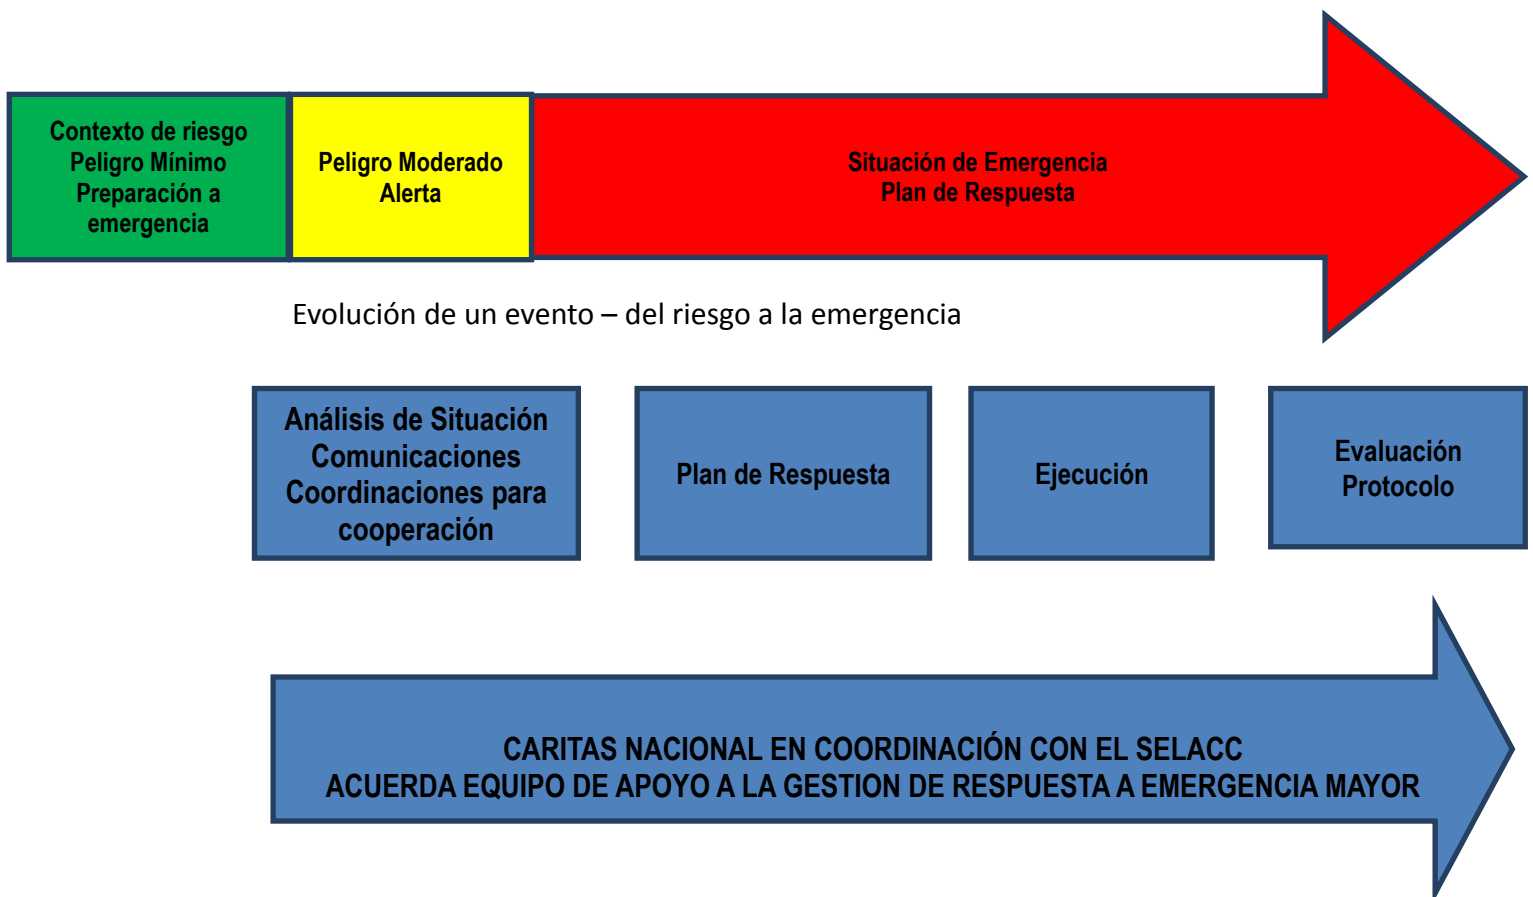 Contexto de riesgo
Peligro Mínimo
Preparación a
emergencia
Peligro Moderado
Alerta
Situación de Emergencia
Plan de Respuesta
Evolución de un evento – del riesgo a la emergencia
Análisis de Situación
Comunicaciones
Coordinaciones para
cooperación
Plan de Respuesta
Ejecución
Evaluación
Protocolo
CARITAS NACIONAL EN COORDINACIÓN CON EL SELACC
ACUERDA EQUIPO DE APOYO A LA GESTION DE RESPUESTA A EMERGENCIA MAYOR